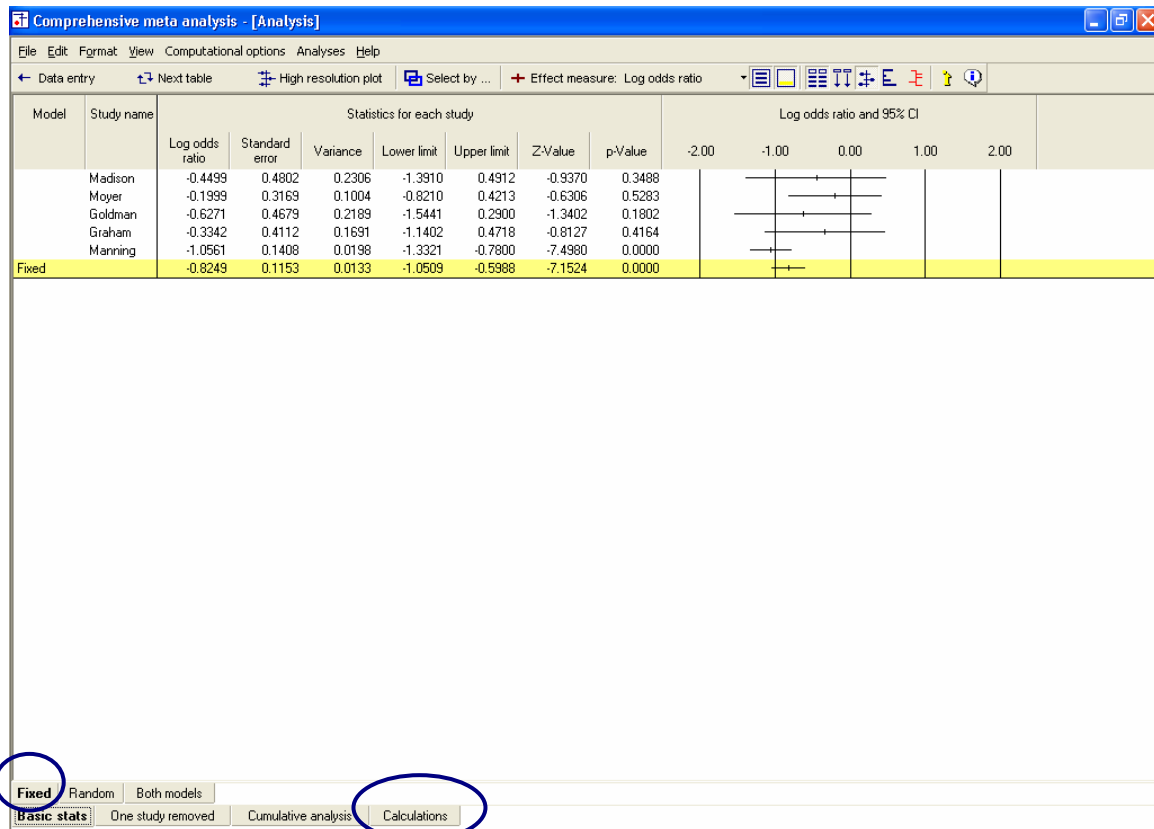 Comprehensive meta analysis - [Analysis]
File Edit Format View Computational options Analyses Help
Data entry Next table High resolution plot Select by ... Effect measure: Log odds ratio
Model Study name Statistics for each study Log odds ratio and 95% CI
Log odds ratio Standard error Variance Lower limit Upper limit Z-Value p-Value -2.00 -1.00 0.00 1.00 2.00
Madison -0.4499 0.4802 0.2306 -1.3910 0.4912 -0.9370 0.3488
Moyer -0.1999 0.3169 0.1004 -0.8210 0.4213 -0.6306 0.5283
Goldman -0.6271 0.4679 0.2189 -1.5441 0.2900 -1.3402 0.1802
Graham -0.3342 0.4112 0.1691 -1.1402 0.4718 -0.8127 0.4164
Manning -1.0561 0.1408 0.0198 -1.3321 -0.7800 -7.4980 0.0000
Fixed -0.8249 0.1153 0.0133 -1.0509 -0.5988 -7.1524 0.0000
Fixed Random Both models
Basic stats One study removed Cumulative analysis Calculations